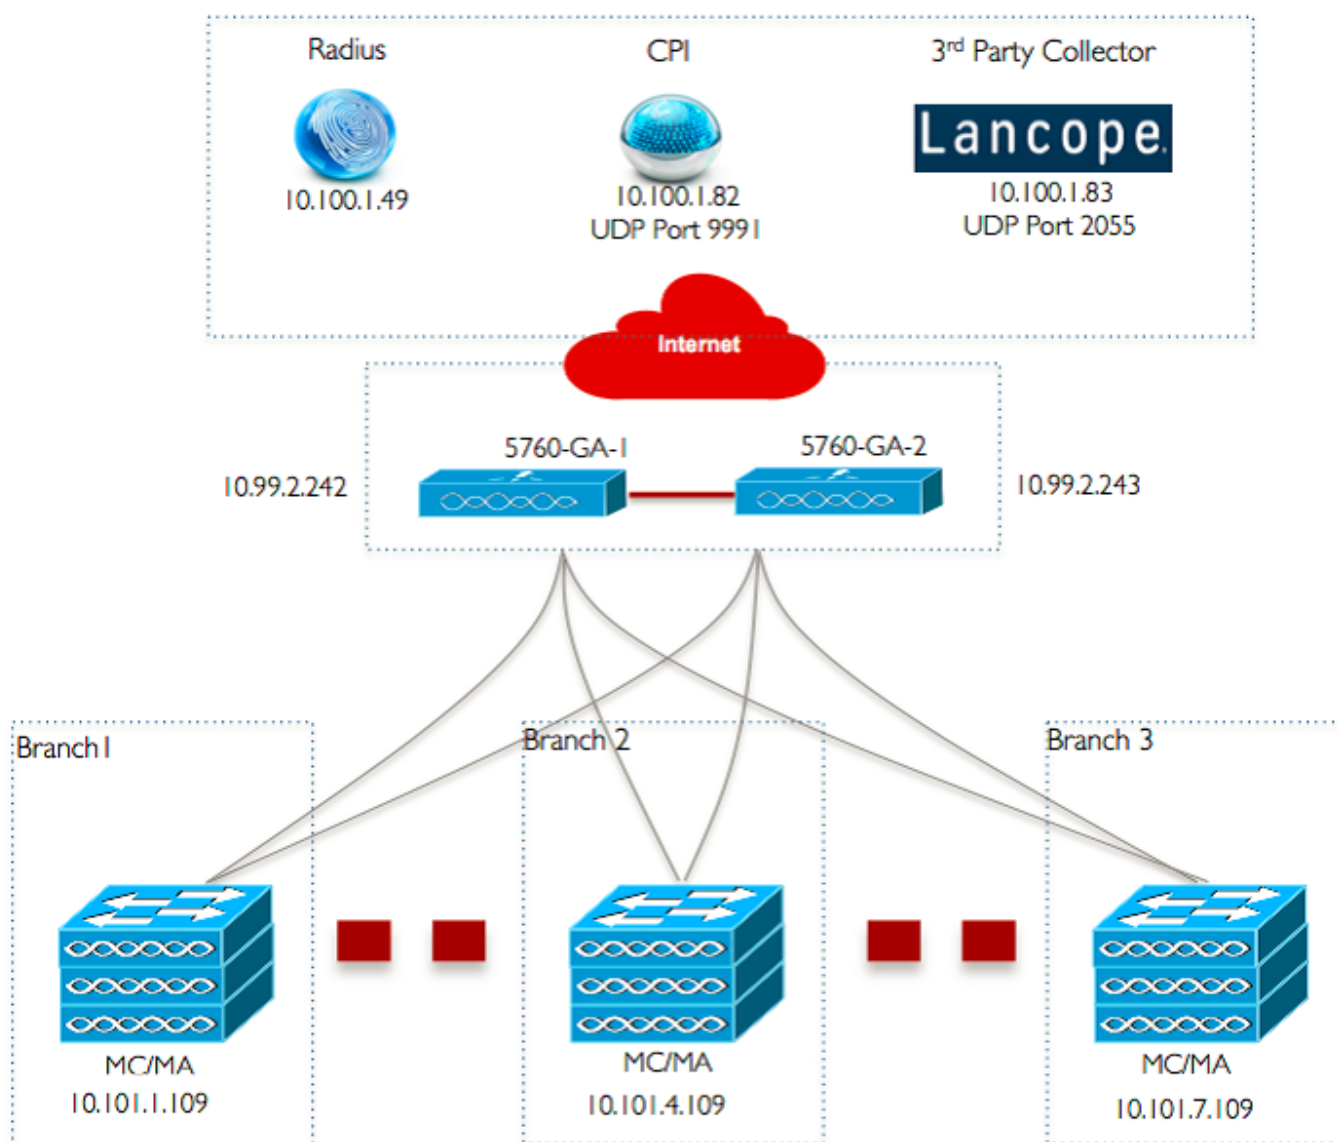 Radius
CPI
3rd Party Collector
Lancope.
10.100.1.49
10.100.1.82
UDP Port 9991
10.100.1.83
UDP Port 2055
Internet
5760-GA-1
5760-GA-2
10.99.2.242
10.99.2.243
Branch1
Branch 2
Branch 3
MC/MA
10.101.1.109
MC/MA
10.101.4.109
MC/MA
10.101.7.109